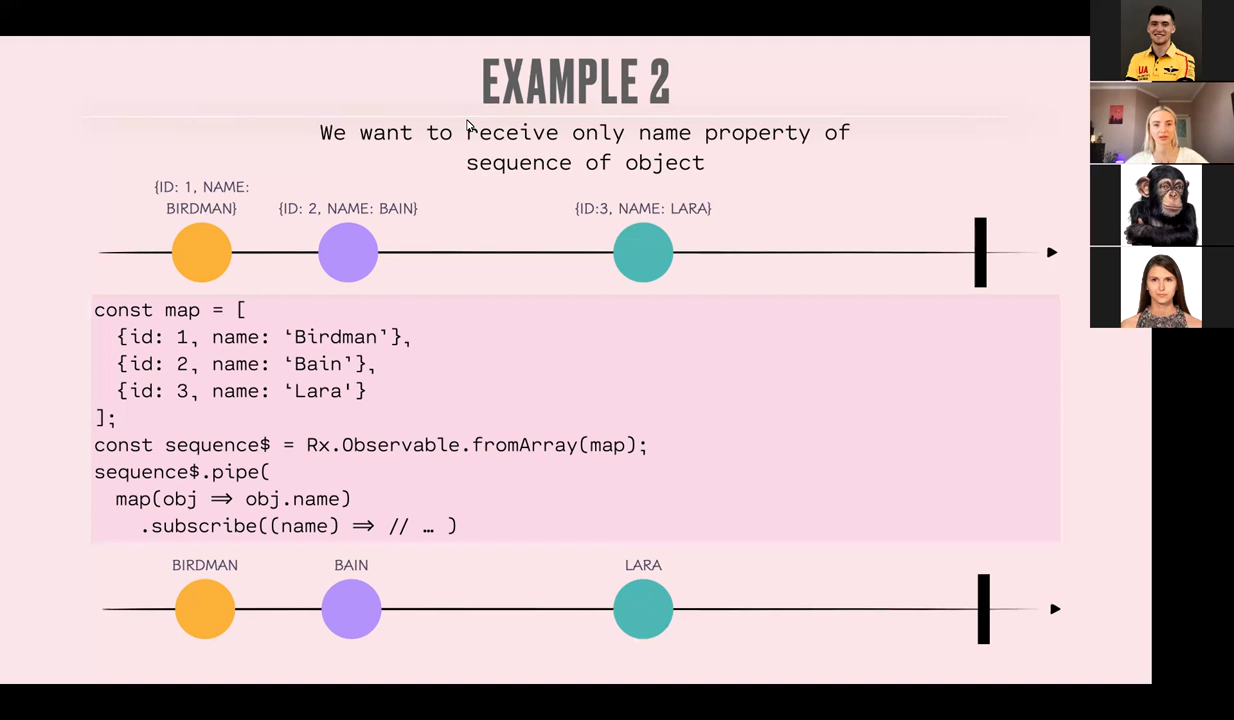 EXAMPLE 2
We want to receive only name property of
sequence of object
{ID: 1, NAME:
BIRDMAN}
{ID: 2, NAME: BAIN}
{ID:3, NAME: LARA}
const map = [
{id: 1, name: ‘Birdman’},
{id: 2, name: ‘Bain’},
{id: 3, name: ‘Lara'}
];
const sequence$ = Rx.Observable.fromArray(map);
sequence$.pipe(
map(obj => obj.name)
.subscribe((name) => // … )
BIRDMAN
BAIN
LARA
UA